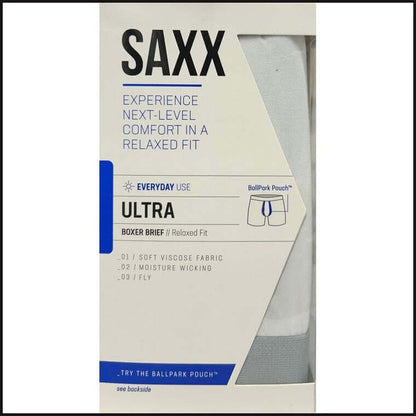 SAXX
EXPERIENCE
NEXT-LEVEL
COMFORT IN A
RELAXED FIT
EVERYDAY USE
BallPark Pouch™
ULTRA
BOXER BRIEF // Relaxed Fit
_01 / SOFT VISCOSE FABRIC
_02 / MOISTURE WICKING
_03 / FLY
_TRY THE BALLPARK POUCH™
see backside